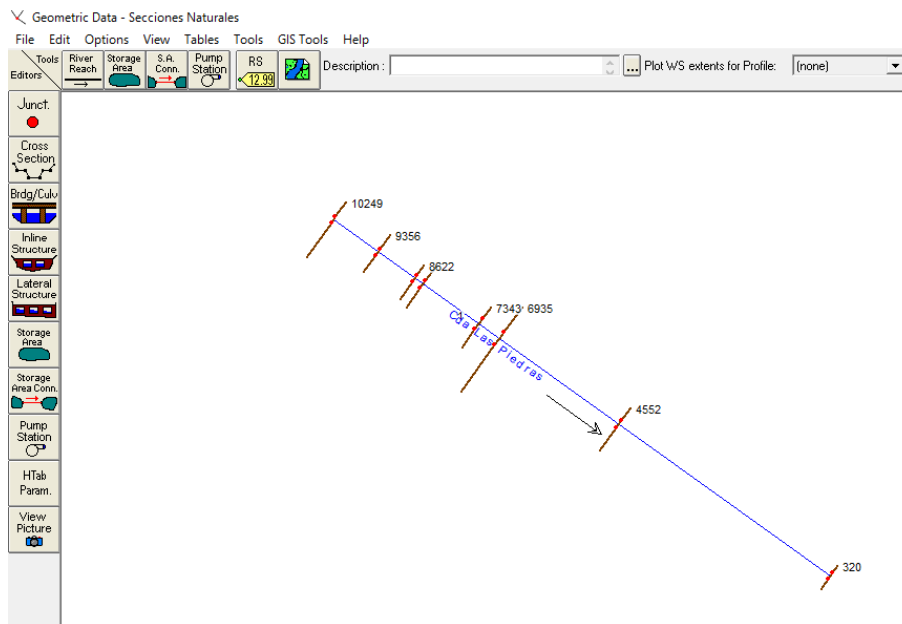 Geometric Data - Secciones Naturales
File Edit Options View Tables Tools GIS Tools Help
Tools
Editors
River
Reach
Storage
Area
S.A.
Conn.
Pump
Station
RS
12.99
Description :
...
Plot WS extents for Profile:
(none)
Junct.
Cross
Section
Brdg/Culv
Inline
Structure
Lateral
Structure
Storage
Area
Storage
Area Conn.
Pump
Station
HTab
Param.
View
Picture
10249
9356
8622
7343
6935
Cda Las Piedras
4552
320